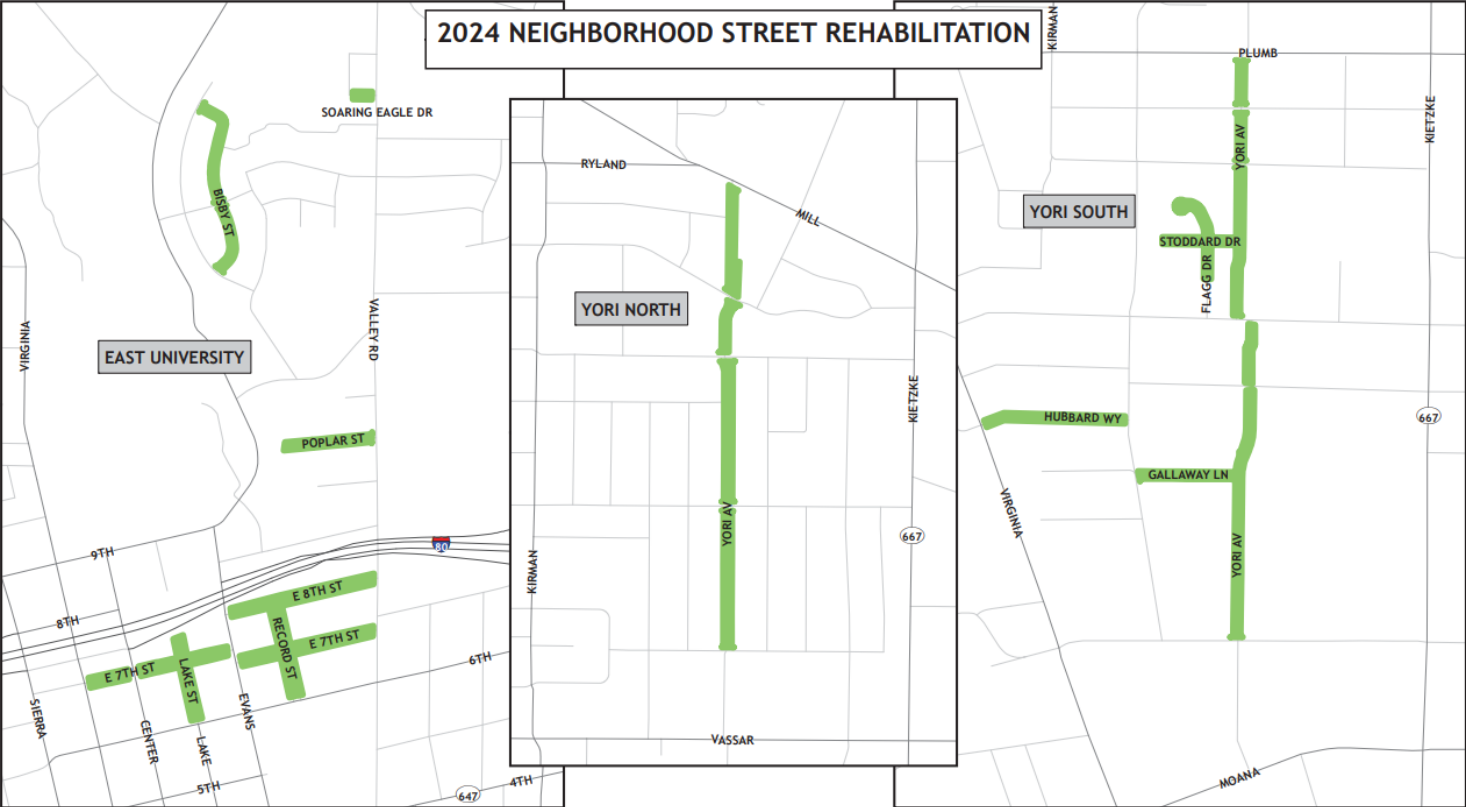 2024 NEIGHBORHOOD STREET REHABILITATION
SOARING EAGLE DR
BISBY ST
VALLEY RD
VIRGINIA
EAST UNIVERSITY
POPLAR ST
9TH
80
8TH
E 8TH ST
RECORD ST
E 7TH ST
E 7TH ST
LAKE ST
6TH
SIERRA
CENTER
LAKE
EVANS
5TH
647
4TH
RYLAND
MILL
YORI NORTH
KIETZKE
YORI AV
667
KIRMAN
VASSAR
KIRMAN
PLUMB
KIETZKE
YORI AV
YORI SOUTH
STODDARD DR
FLAGG DR
HUBBARD WY
667
GALLAWAY LN
VIRGINIA
YORI AV
MOANA